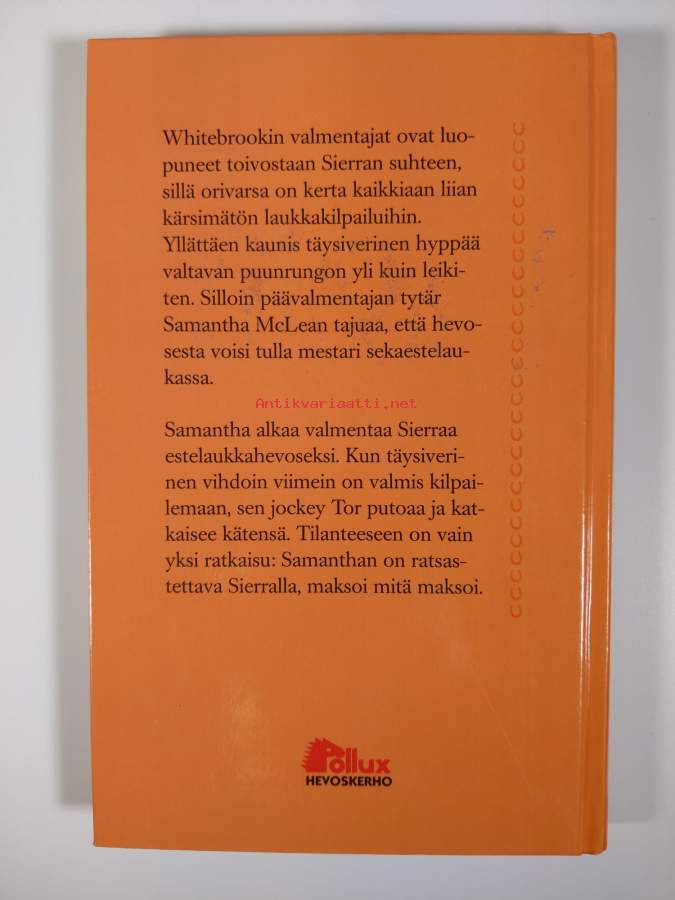 Whitebrookin valmentajat ovat luo-
puneet toivostaan Sierran suhteen,
sillä orivarsa on kerta kaikkiaan liian
kärsimätön laukkakilpailuihin.
Yllättäen kaunis täysiverinen hyppää
valtavan puunrungon yli kuin leiki-
ten. Silloin päävalmentajan tytär
Samantha McLean tajuaa, että hevo-
sesta voisi tulla mestari sekaestelau-
kassa.
Antikvariaatti.net
Samantha alkaa valmentaa Sierraa
estelaukkahevoseksi. Kun täysiveri-
nen vihdoin viimein on valmis kilpai-
lemaan, sen jockey Tor putoaa ja kat-
kaisee kätensä. Tilanteeseen on vain
yksi ratkaisu: Samanthan on ratsas-
tettava Sierralla, maksoi mitä maksoi.
Pollux
HEVOSKERHO